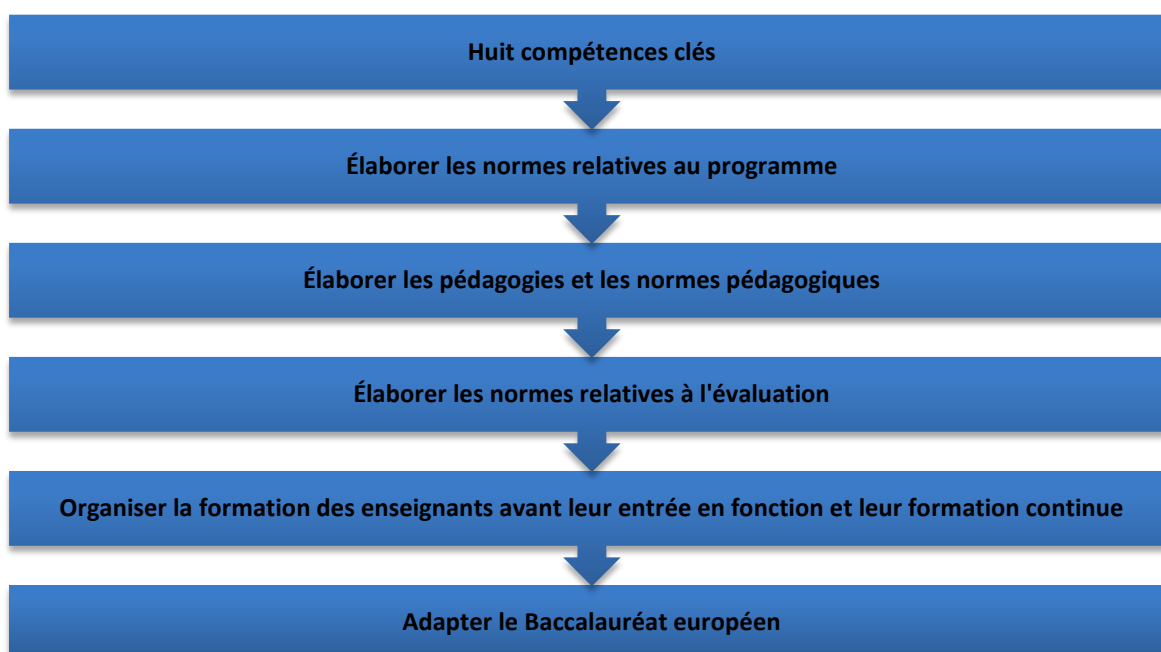 Huit compétences clés
Élaborer les normes relatives au programme
Élaborer les pédagogies et les normes pédagogiques
Élaborer les normes relatives à l'évaluation
Organiser la formation des enseignants avant leur entrée en fonction et leur formation continue
Adapter le Baccalauréat européen